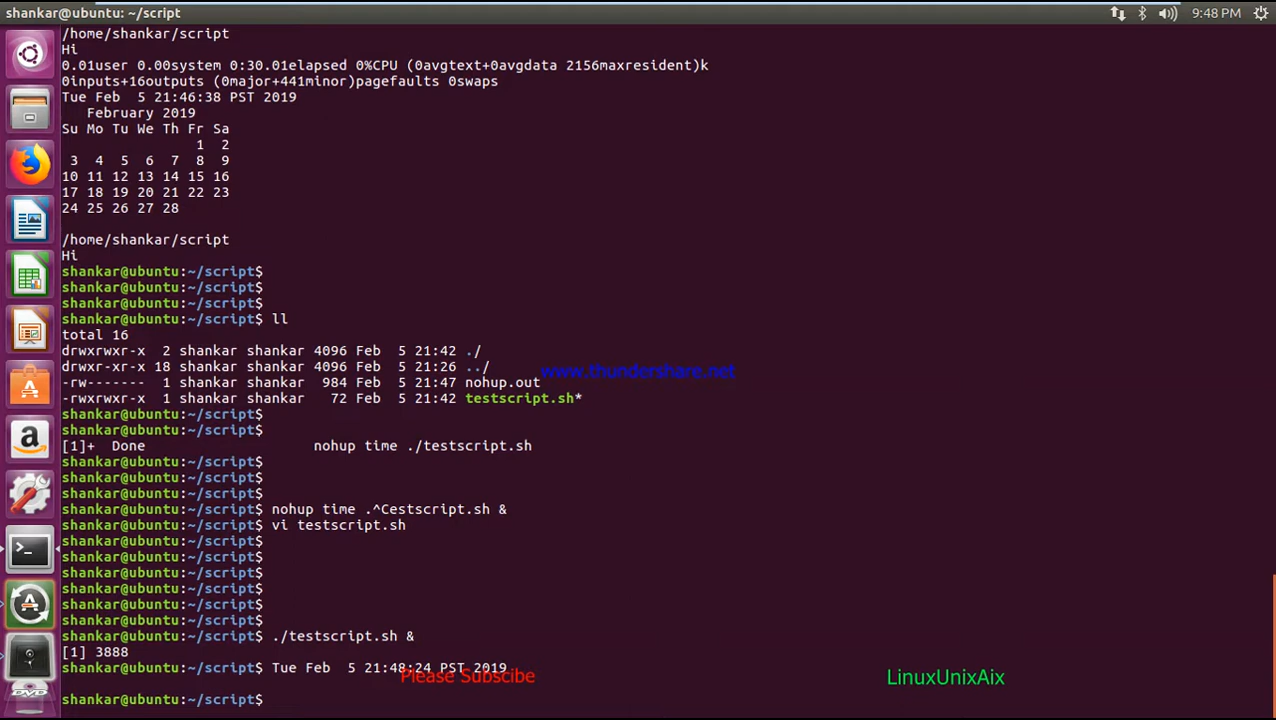 shankar@ubuntu: ~/script
9:48 PM
/home/shankar/script
Hi
0.01user 0.00system 0:30.01elapsed 0%CPU (0avgtext+0avgdata 2156maxresident)k
0inputs+16outputs (0major+441minor)pagefaults 0swaps
Tue Feb  5 21:46:38 PST 2019
   February 2019
Su Mo Tu We Th Fr Sa
                1  2
 3  4  5  6  7  8  9
10 11 12 13 14 15 16
17 18 19 20 21 22 23
24 25 26 27 28
/home/shankar/script
Hi
shankar@ubuntu:~/script$
shankar@ubuntu:~/script$
shankar@ubuntu:~/script$
shankar@ubuntu:~/script$ ll
total 16
drwxrwxr-x  2 shankar shankar 4096 Feb  5 21:42 ./
drwxr-xr-x 18 shankar shankar 4096 Feb  5 21:26 ../
www.thundershare.net
-rw-------  1 shankar shankar  984 Feb  5 21:47 nohup.out
-rwxrwxr-x  1 shankar shankar   72 Feb  5 21:42 testscript.sh*
shankar@ubuntu:~/script$
shankar@ubuntu:~/script$
[1]+  Done                  nohup time ./testscript.sh
shankar@ubuntu:~/script$
shankar@ubuntu:~/script$
shankar@ubuntu:~/script$
shankar@ubuntu:~/script$ nohup time .^Cestscript.sh &
shankar@ubuntu:~/script$ vi testscript.sh
shankar@ubuntu:~/script$
shankar@ubuntu:~/script$
shankar@ubuntu:~/script$
shankar@ubuntu:~/script$
shankar@ubuntu:~/script$
shankar@ubuntu:~/script$
shankar@ubuntu:~/script$ ./testscript.sh &
[1] 3888
shankar@ubuntu:~/script$ Tue Feb  5 21:48:24 PST 2019
Please Subscibe
LinuxUnixAix
shankar@ubuntu:~/script$